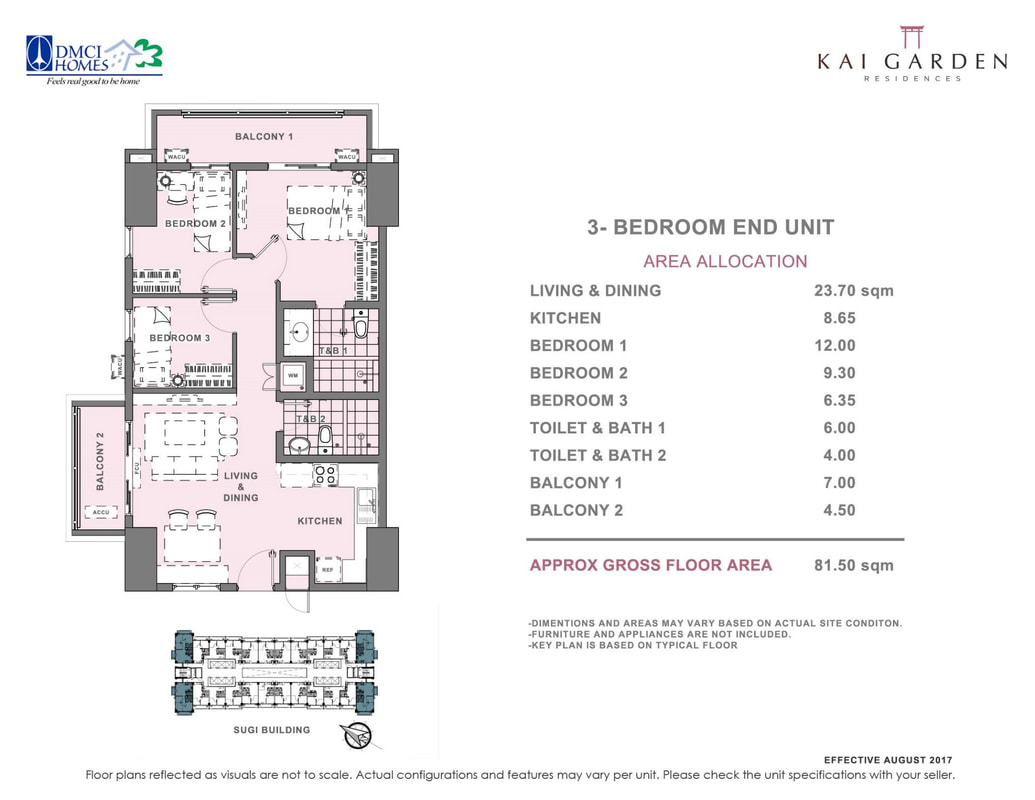 DMCI
HOMES
Feels real good to be home
KAI GARDEN
RESIDENCES
BALCONY 1
WACU
WACU
BEDROOM 2
BEDROOM 1
BEDROOM 3
WACU
T&B 1
WM
T&B 2
BALCONY 2
FCU
ACCU
LIVING
&
DINING
KITCHEN
REF
SUGI BUILDING
3- BEDROOM END UNIT
AREA ALLOCATION
LIVING & DINING 23.70 sqm
KITCHEN 8.65
BEDROOM 1 12.00
BEDROOM 2 9.30
BEDROOM 3 6.35
TOILET & BATH 1 6.00
TOILET & BATH 2 4.00
BALCONY 1 7.00
BALCONY 2 4.50
APPROX GROSS FLOOR AREA 81.50 sqm
-DIMENTIONS AND AREAS MAY VARY BASED ON ACTUAL SITE CONDITON.
-FURNITURE AND APPLIANCES ARE NOT INCLUDED.
-KEY PLAN IS BASED ON TYPICAL FLOOR
EFFECTIVE AUGUST 2017
Floor plans reflected as visuals are not to scale. Actual configurations and features may vary per unit. Please check the unit specifications with your seller.